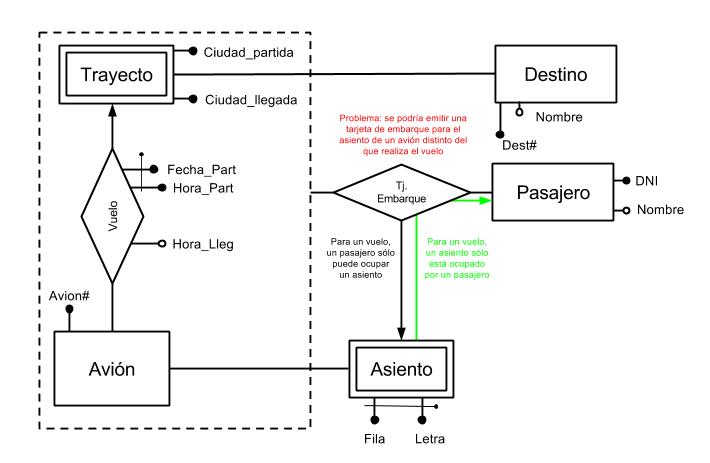 Ciudad_partida
Trayecto
Destino
Ciudad_llegada
Nombre
Problema: se podría emitir una
tarjeta de embarque para el
asiento de un avión distinto del
que realiza el vuelo
Dest#
Fecha_Part
Hora_Part
Tj.
Embarque
Pasajero
DNI
Nombre
Vuelo
Hora_Lleg
Para un vuelo,
un pasajero sólo
puede ocupar
un asiento
Para un vuelo,
un asiento sólo
está ocupado
por un pasajero
Avion#
Avión
Asiento
Fila
Letra